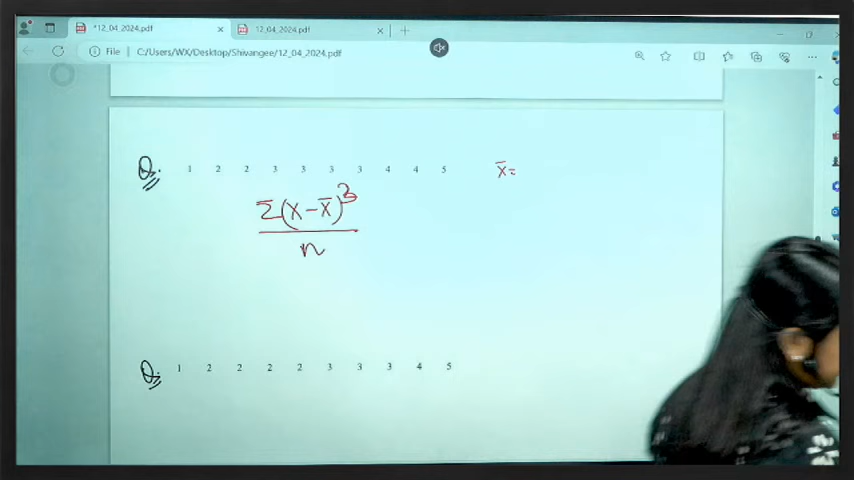 *12_04_2024.pdf 12_04_2024.pdf
File C:/Users/WX/Desktop/Shivangee/12_04_2024.pdf
Q. 1 2 2 3 3 3 3 4 4 5 x̄=
Σ(x-x̄)³
n
Q. 1 2 2 2 2 3 3 3 4 5